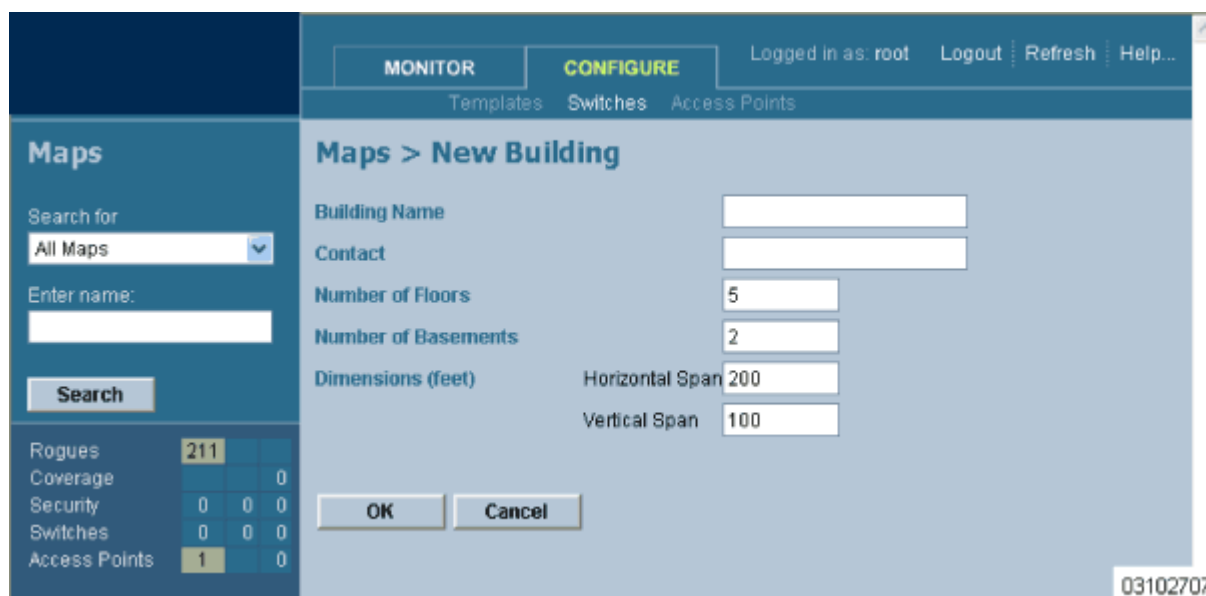 MONITOR CONFIGURE Logged in as: root Logout Refresh Help...
Templates Switches Access Points
Maps
Search for
All Maps
Enter name:
Search
Rogues 211
Coverage 0
Security 0 0 0
Switches 0 0 0
Access Points 1 0
Maps > New Building
Building Name
Contact
Number of Floors 5
Number of Basements 2
Dimensions (feet) Horizontal Span 200
Vertical Span 100
OK Cancel
03102707